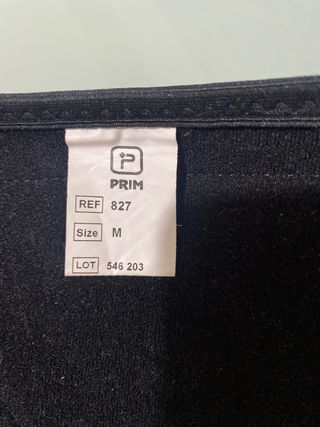 PRIM
REF 827
Size M
LOT 546 203